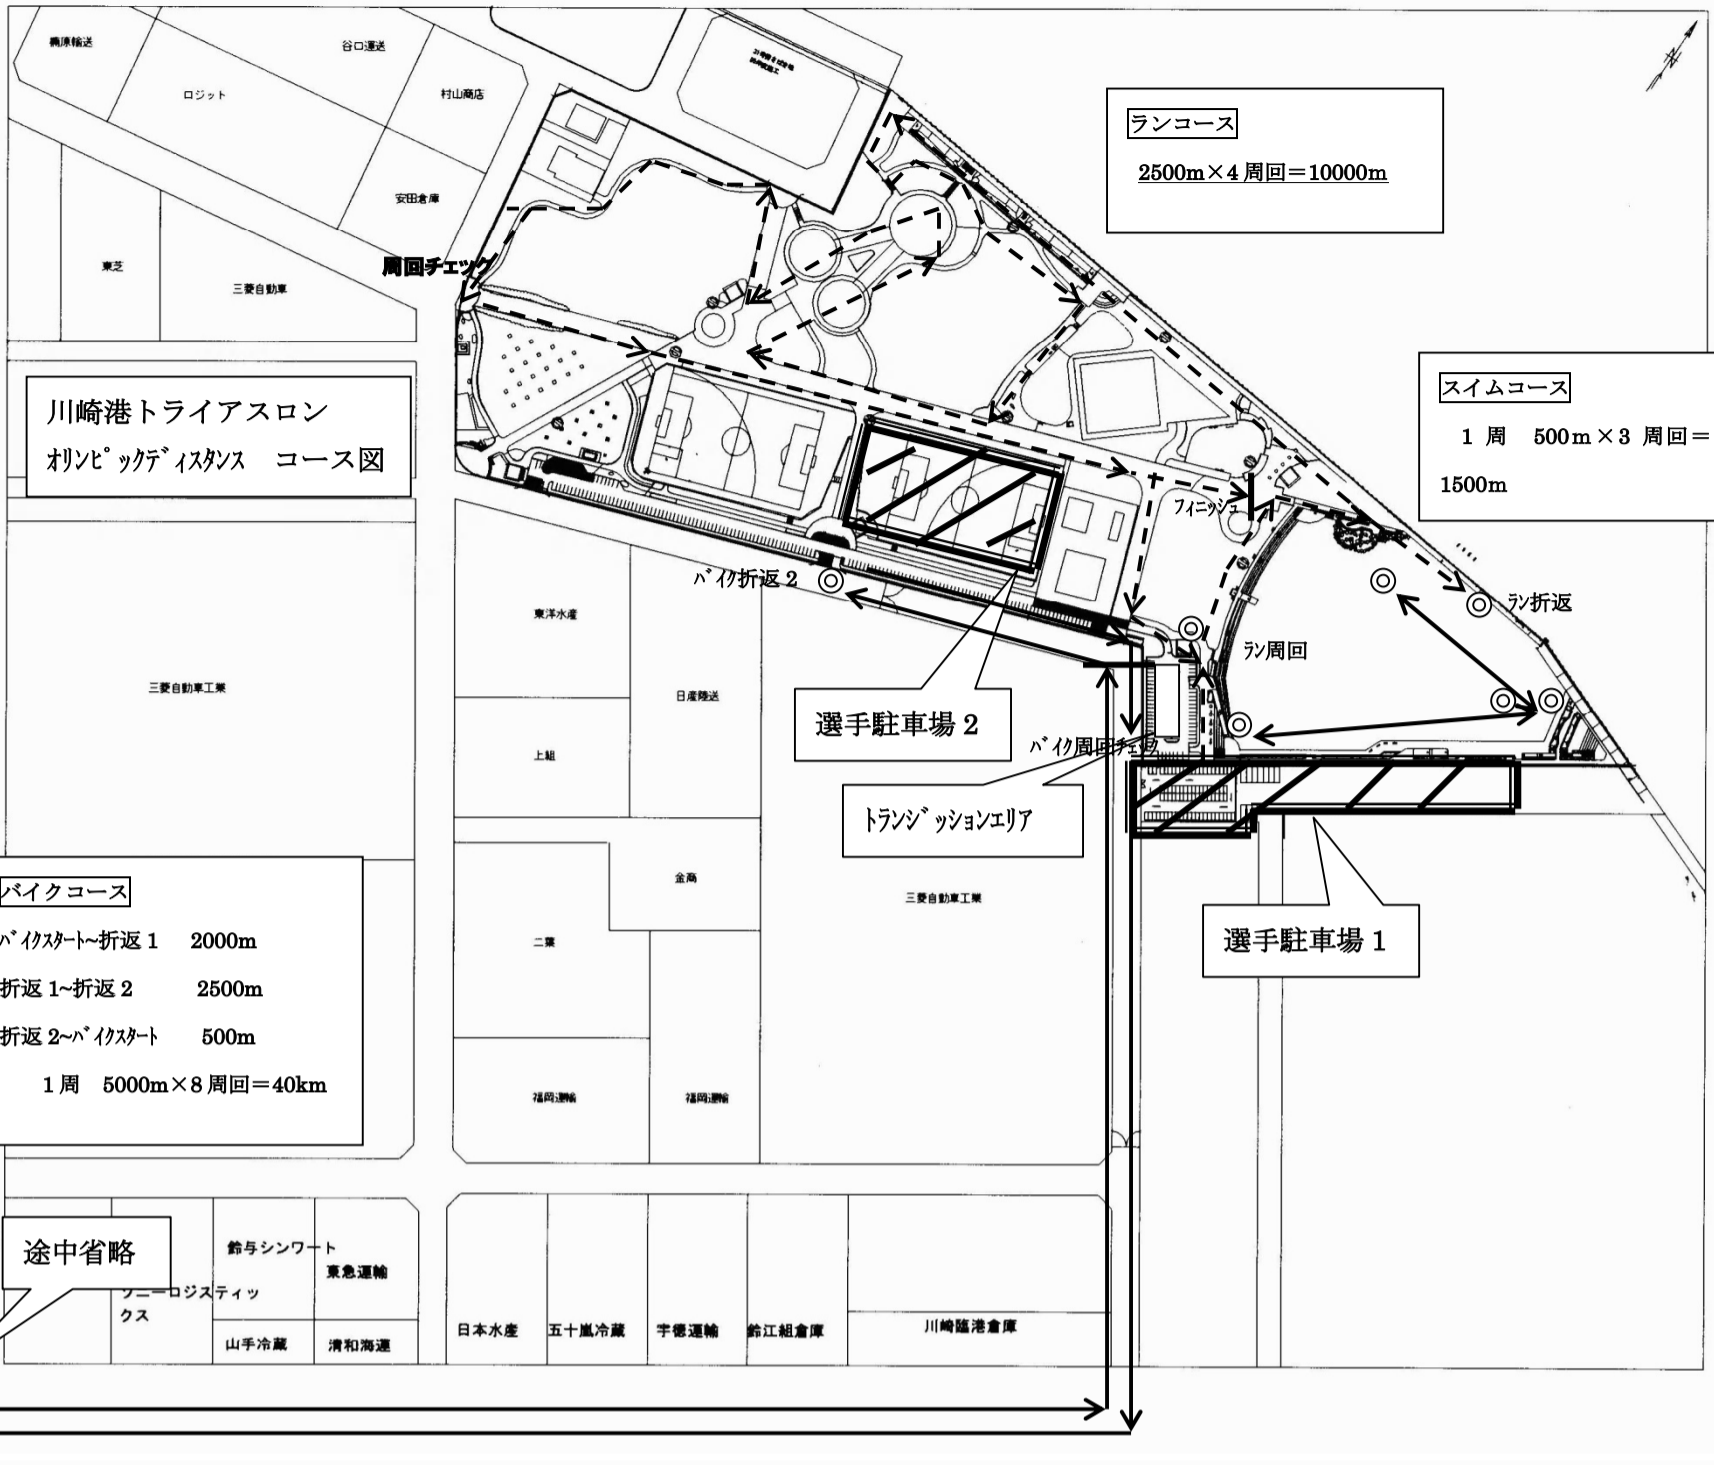 谷口運送
ロジット
村山商店
安田倉庫
東芝
三菱自動車
周回チェック
ランコース
2500m×4周回=10000m
スイムコース
1 周　500m×3 周回=
1500m
川崎港トライアスロン
ｵﾘﾝﾋﾟｯｸﾃﾞｨｽﾀﾝｽ　コース図
ﾌｨﾆｯｼｭ
ﾊﾞｲｸ折返 2
ﾗﾝ折返
ﾗﾝ周回
東洋水産
三菱自動車工業
日産陸送
選手駐車場 2
ﾊﾞｲｸ周回ﾁｪｯｸ
上組
ﾄﾗﾝｼﾞｯｼｮﾝｴﾘｱ
金商
三菱自動車工業
二葉
選手駐車場 1
バイクコース
ﾊﾞｲｸｽﾀｰﾄ~折返 1　2000m
折返 1~折返 2　2500m
折返 2~ﾊﾞｲｸｽﾀｰﾄ　500m
1周　5000m×8周回=40km
福岡運輸
福岡運輸
途中省略
鈴与シンワート
東急運輸
ソニーロジスティッ
クス
山手冷蔵
清和海運
日本水産
五十嵐冷蔵
宇徳運輸
鈴江組倉庫
川崎臨港倉庫